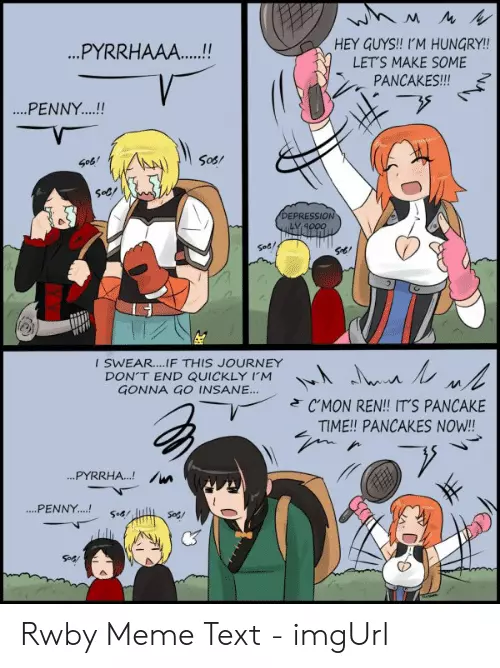 ...PYRRHAAA.....!!
....PENNY....!!
SOB!
SOB!
SOB!
HEY GUYS!! I'M HUNGRY!!
LET'S MAKE SOME
PANCAKES!!!
DEPRESSION
LV 9000
SOB!
SOB!
I SWEAR....IF THIS JOURNEY
DON'T END QUICKLY I'M
GONNA GO INSANE...
C'MON REN!! IT'S PANCAKE
TIME!! PANCAKES NOW!!
...PYRRHA...!
....PENNY....!
SOB!
SOB!
SOB!
Rwby Meme Text - imgUrl